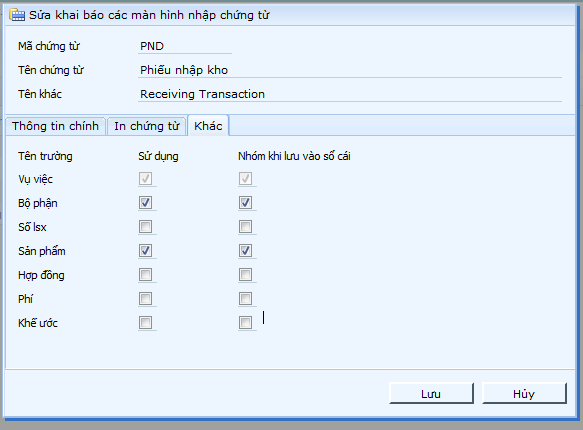 Sửa khai báo các màn hình nhập chứng từ
Mã chứng từ PND
Tên chứng từ Phiếu nhập kho
Tên khác Receiving Transaction
Thông tin chính In chứng từ Khác
Tên trường Sử dụng Nhóm khi lưu vào sổ cái
Vụ việc
Bộ phận
Số lsx
Sản phẩm
Hợp đồng
Phí
Khế ước
Lưu Hủy